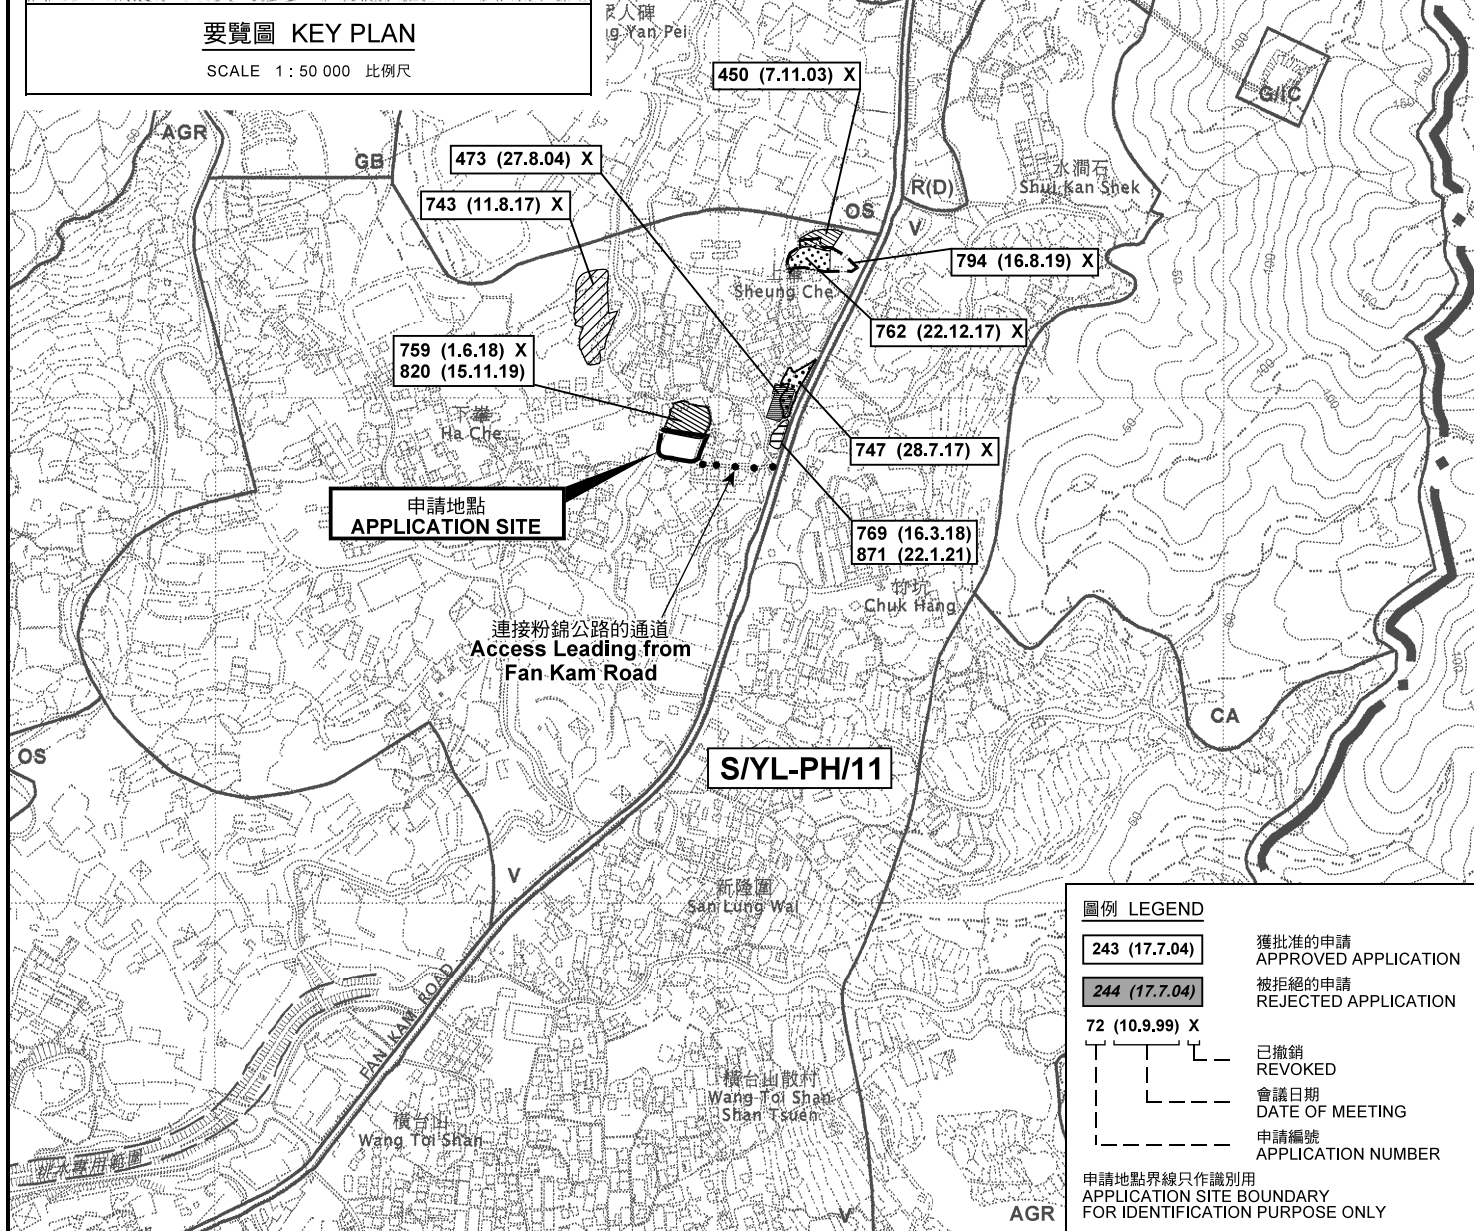 要覽圖 KEY PLAN
SCALE 1 : 50 000 比例尺
人碑
g Yan Pei
450 (7.11.03) X
G/IC
AGR
GB
473 (27.8.04) X
743 (11.8.17) X
水澗石
Shui Kan Shek
R(D)
OS
V
794 (16.8.19) X
Sheung Che
762 (22.12.17) X
759 (1.6.18) X
820 (15.11.19)
下輋
Ha Che
747 (28.7.17) X
申請地點
APPLICATION SITE
769 (16.3.18)
871 (22.1.21)
竹坑
Chuk Hang
連接粉錦公路的通道
Access Leading from
Fan Kam Road
CA
OS
S/YL-PH/11
V
新隆圍
San Lung Wai
FAN KAM ROAD
橫台山散村
Wang Toi Shan
Shan Tsuen
橫台山
Wang Toi Shan
排水專用範圍
V
AGR
圖例 LEGEND
243 (17.7.04)
獲批准的申請
APPROVED APPLICATION
244 (17.7.04)
被拒絕的申請
REJECTED APPLICATION
72 (10.9.99) X
已撤銷
REVOKED
會議日期
DATE OF MEETING
申請編號
APPLICATION NUMBER
申請地點界線只作識別用
APPLICATION SITE BOUNDARY
FOR IDENTIFICATION PURPOSE ONLY